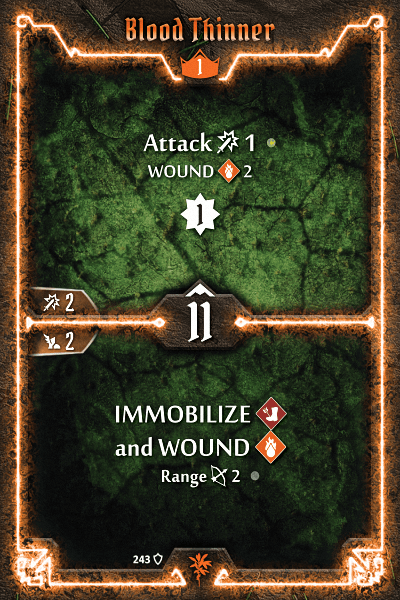 Blood Thinner
1
Attack 1
WOUND 2
1
2
11
2
IMMOBILIZE
and WOUND
Range 2
243